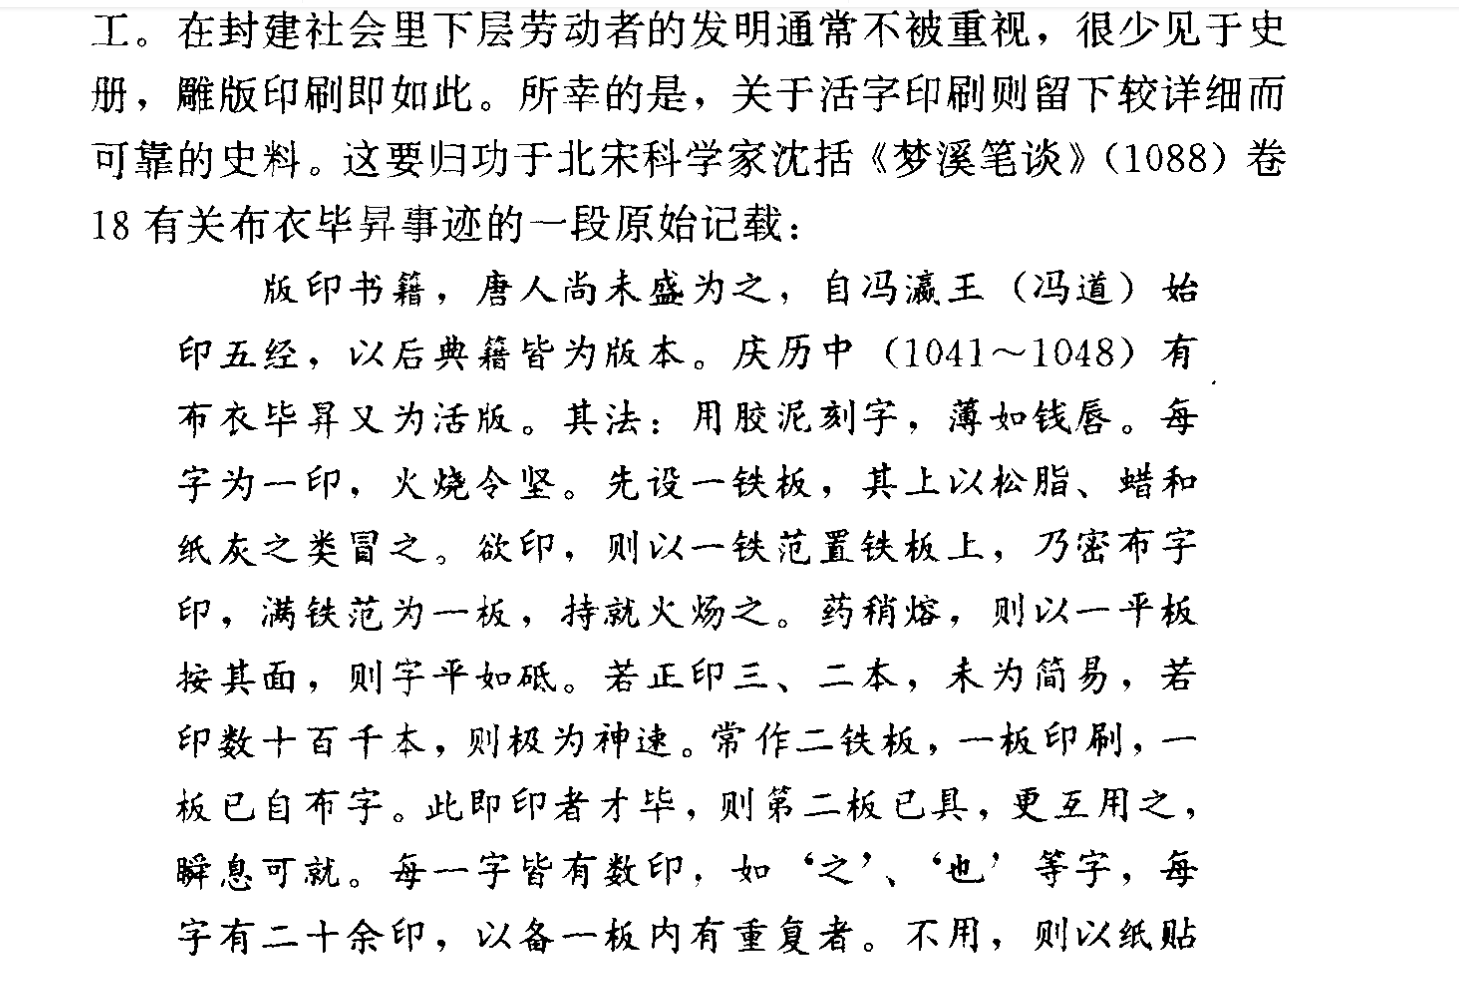 工。在封建社会里下层劳动者的发明通常不被重视，很少见于史
册，雕版印刷即如此。所幸的是，关于活字印刷则留下较详细而
可靠的史料。这要归功于北宋科学家沈括《梦溪笔谈》（1088）卷
18 有关布衣毕昇事迹的一段原始记载：
版印书籍，唐人尚未盛为之，自冯瀛王（冯道）始
印五经，以后典籍皆为版本。庆历中（1041～1048）有
布衣毕昇又为活版。其法：用胶泥刻字，薄如钱唇。每
字为一印，火烧令坚。先设一铁板，其上以松脂、蜡和
纸灰之类冒之。欲印，则以一铁范置铁板上，乃密布字
印，满铁范为一板，持就火炀之。药稍熔，则以一平板
按其面，则字平如砥。若正印三、二本，未为简易，若
印数十百千本，则极为神速。常作二铁板，一板印刷，一
板已自布字。此即印者才毕，则第二板已具，更互用之，
瞬息可就。每一字皆有数印，如‘之’、‘也’等字，每
字有二十余印，以备一板内有重复者。不用，则以纸贴